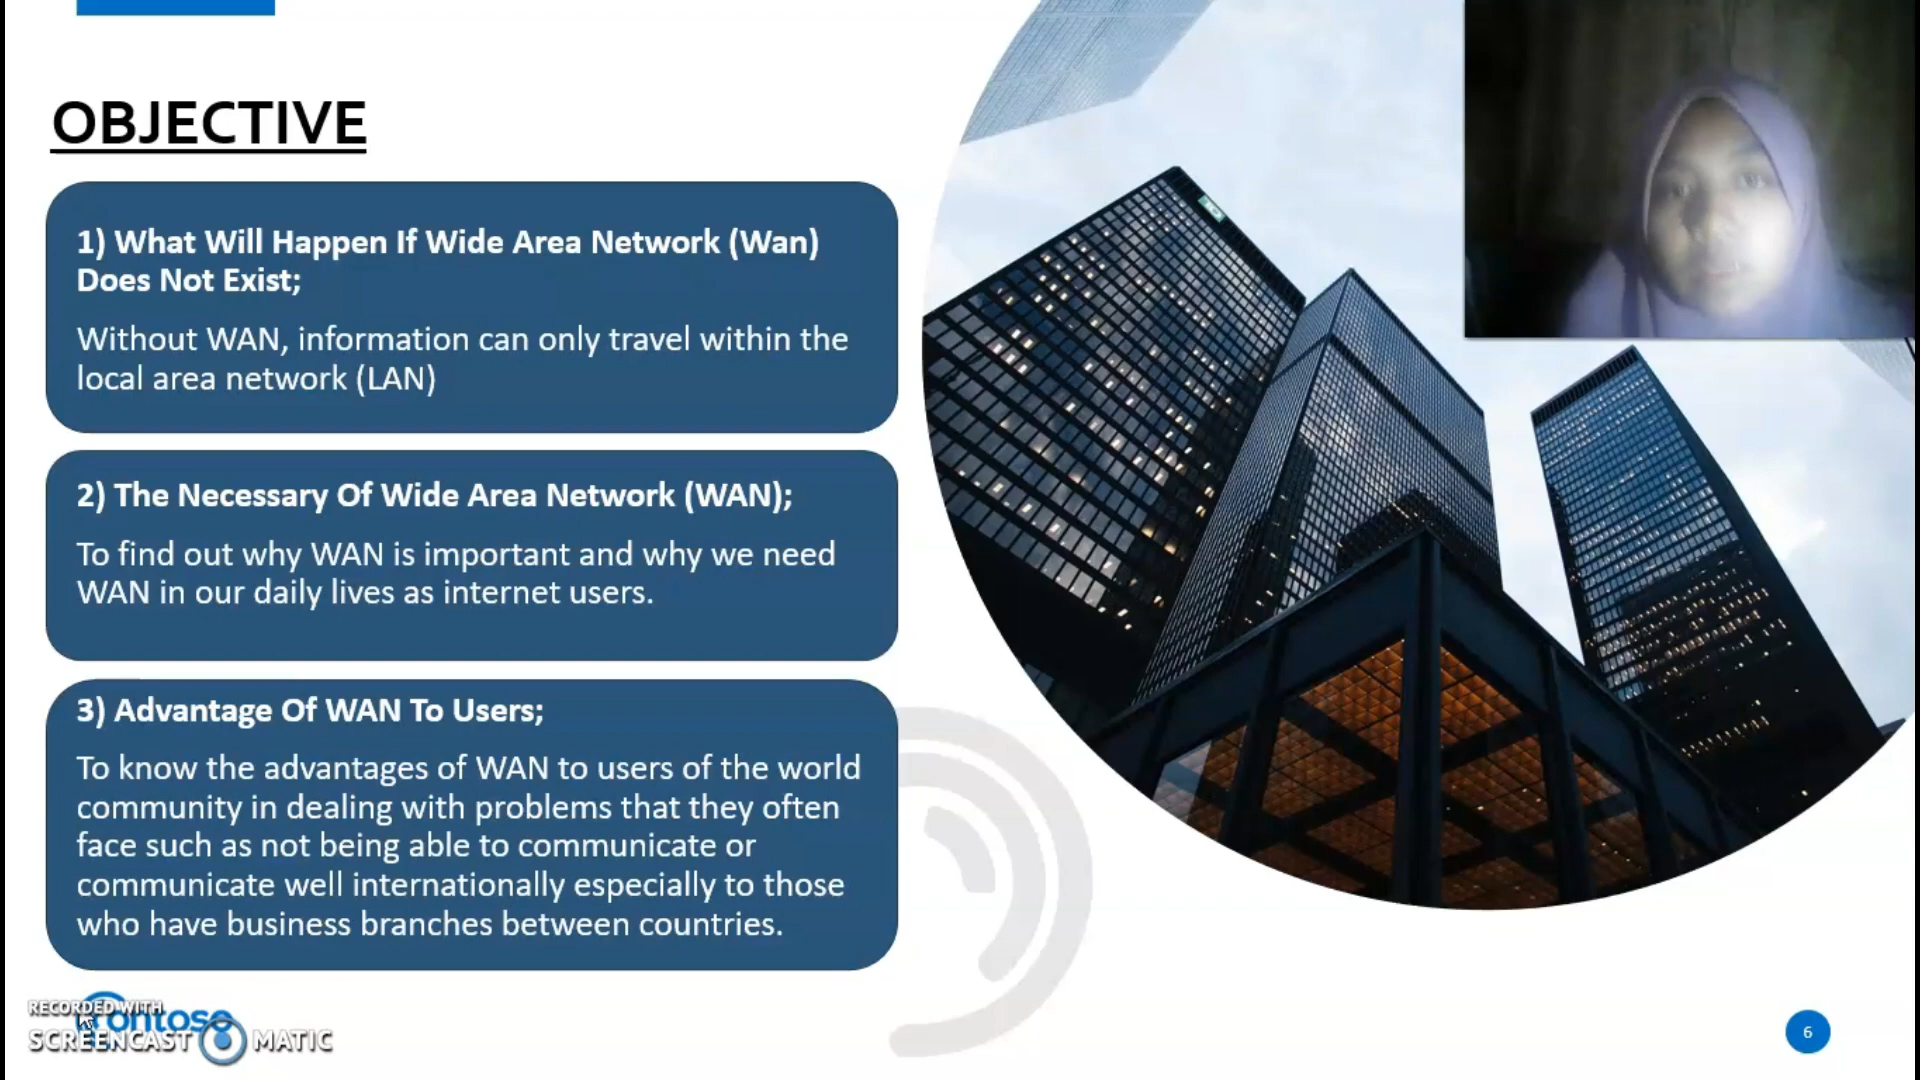 OBJECTIVE
1) What Will Happen If Wide Area Network (Wan)
Does Not Exist;
Without WAN, information can only travel within the
local area network (LAN)
2) The Necessary Of Wide Area Network (WAN);
To find out why WAN is important and why we need
WAN in our daily lives as internet users.
3) Advantage Of WAN To Users;
To know the advantages of WAN to users of the world
community in dealing with problems that they often
face such as not being able to communicate or
communicate well internationally especially to those
who have business branches between countries.
RECORDED WITH
Contoso
SCREENCAST MATIC
6